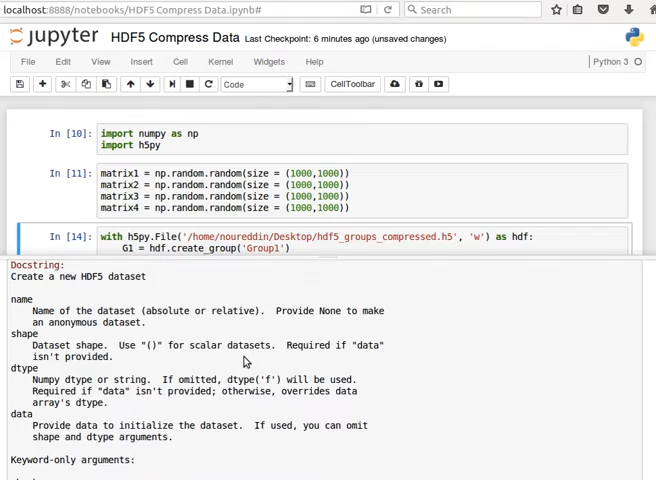 localhost:8888/notebooks/HDF5 Compress Data.ipynb#
Search
jupyter HDF5 Compress Data Last Checkpoint: 6 minutes ago (unsaved changes)
File Edit View Insert Cell Kernel Widgets Help Python 3
Code CellToolbar
In [10]: import numpy as np
import h5py
In [11]: matrix1 = np.random.random(size = (1000,1000))
matrix2 = np.random.random(size = (1000,1000))
matrix3 = np.random.random(size = (1000,1000))
matrix4 = np.random.random(size = (1000,1000))
In [14]: with h5py.File('/home/noureddin/Desktop/hdf5_groups_compressed.h5', 'w') as hdf:
G1 = hdf.create_group('Group1')
Docstring:
Create a new HDF5 dataset
name
Name of the dataset (absolute or relative). Provide None to make
an anonymous dataset.
shape
Dataset shape. Use "()" for scalar datasets. Required if "data"
isn't provided.
dtype
Numpy dtype or string. If omitted, dtype('f') will be used.
Required if "data" isn't provided; otherwise, overrides data
array's dtype.
data
Provide data to initialize the dataset. If used, you can omit
shape and dtype arguments.
Keyword-only arguments: